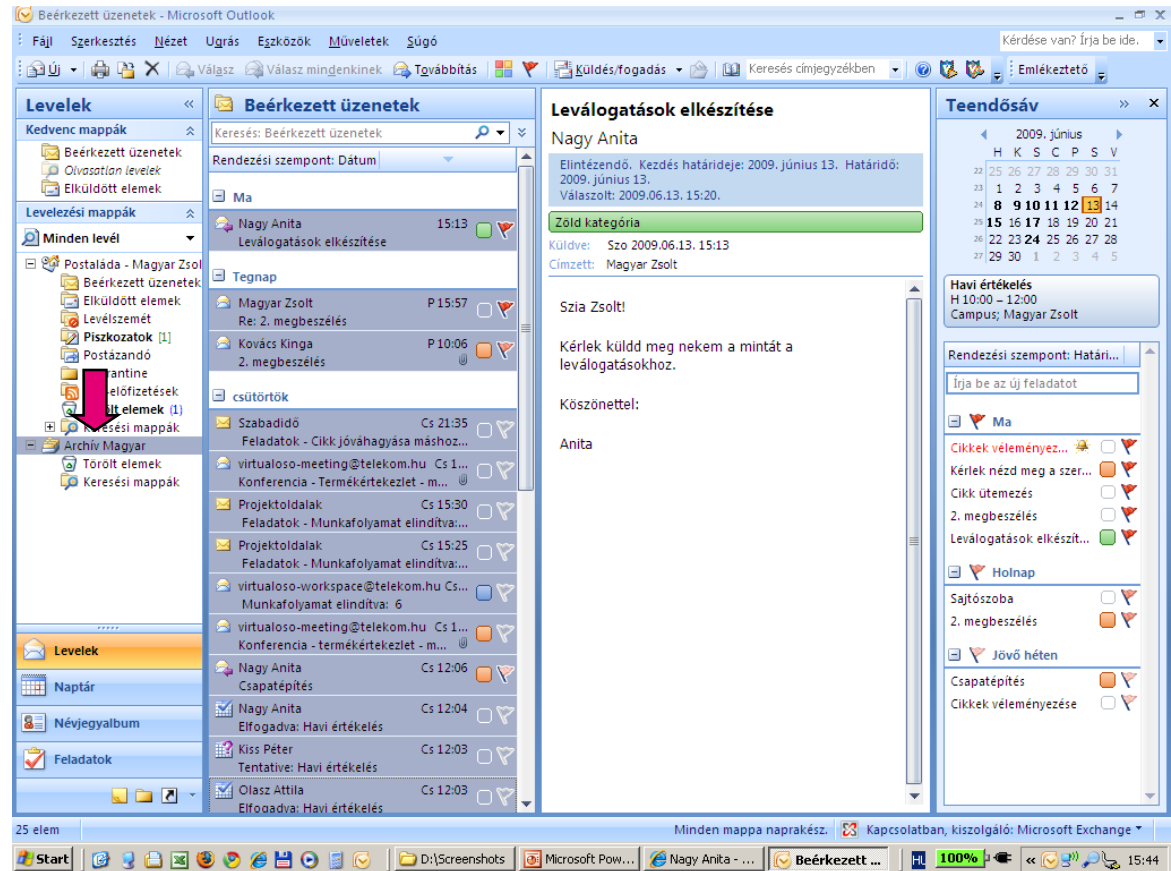 Beérkezett üzenetek - Microsoft Outlook
Fájl Szerkesztés Nézet Ugrás Eszközök Műveletek Súgó
Kérdése van? Írja be ide.
Új Válasz Válasz mindenkinek Továbbítás Küldés/fogadás Keresés címjegyzékben Emlékeztető
Levelek «
Kedvenc mappák
Beérkezett üzenetek
Olvasatlan levelek
Elküldött elemek
Levelezési mappák
Minden levél
Postaláda - Magyar Zsol
Beérkezett üzenetek
Elküldött elemek
Levélszemét
Piszkozatok [1]
Postázandó
rantine
-előfizetések
lt elemek (1)
resési mappák
Archív Magyar
Törölt elemek
Keresési mappák
Levelek
Naptár
Névjegyalbum
Feladatok
Beérkezett üzenetek
Keresés: Beérkezett üzenetek
Rendezési szempont: Dátum
Ma
Nagy Anita 15:13
Leválogatások elkészítése
Tegnap
Magyar Zsolt P 15:57
Re: 2. megbeszélés
Kovács Kinga P 10:06
2. megbeszélés
csütörtök
Szabadidő Cs 21:35
Feladatok - Cikk jóváhagyása máshoz...
virtualoso-meeting@telekom.hu Cs 1...
Konferencia - Termékértekezlet - m...
Projektoldalak Cs 15:30
Feladatok - Munkafolyamat elindítva:...
Projektoldalak Cs 15:25
Feladatok - Munkafolyamat elindítva:...
virtualoso-workspace@telekom.hu Cs...
Munkafolyamat elindítva: 6
virtualoso-meeting@telekom.hu Cs 1...
Konferencia - termékértekezlet - m...
Nagy Anita Cs 12:06
Csapatépítés
Nagy Anita Cs 12:04
Elfogadva: Havi értékelés
Kiss Péter Cs 12:03
Tentative: Havi értékelés
Olasz Attila Cs 12:03
Elfogadva: Havi értékelés
Leválogatások elkészítése
Nagy Anita
Elintézendő. Kezdés határideje: 2009. június 13. Határidő:
2009. június 13.
Válaszolt: 2009.06.13. 15:20.
Zöld kategória
Küldve: Szo 2009.06.13. 15:13
Címzett: Magyar Zsolt
Szia Zsolt!
Kérlek küldd meg nekem a mintát a
leválogatásokhoz.
Köszönettel:
Anita
Teendősáv »
2009. június
H K S C P S V
22 25 26 27 28 29 30 31
23 1 2 3 4 5 6 7
24 8 9 10 11 12 13 14
25 15 16 17 18 19 20 21
26 22 23 24 25 26 27 28
27 29 30 1 2 3 4 5
Havi értékelés
H 10:00 – 12:00
Campus; Magyar Zsolt
Rendezési szempont: Határi...
Írja be az új feladatot
Ma
Cikkek véleményez...
Kérlek nézd meg a szer...
Cikk ütemezés
2. megbeszélés
Leválogatások elkészít...
Holnap
Sajtószoba
2. megbeszélés
Jövő héten
Csapatépítés
Cikkek véleményezése
25 elem
Minden mappa naprakész. Kapcsolatban, kiszolgáló: Microsoft Exchange
Start D:\Screenshots Microsoft Pow... Nagy Anita - ... Beérkezett ... HU 100% « 15:44